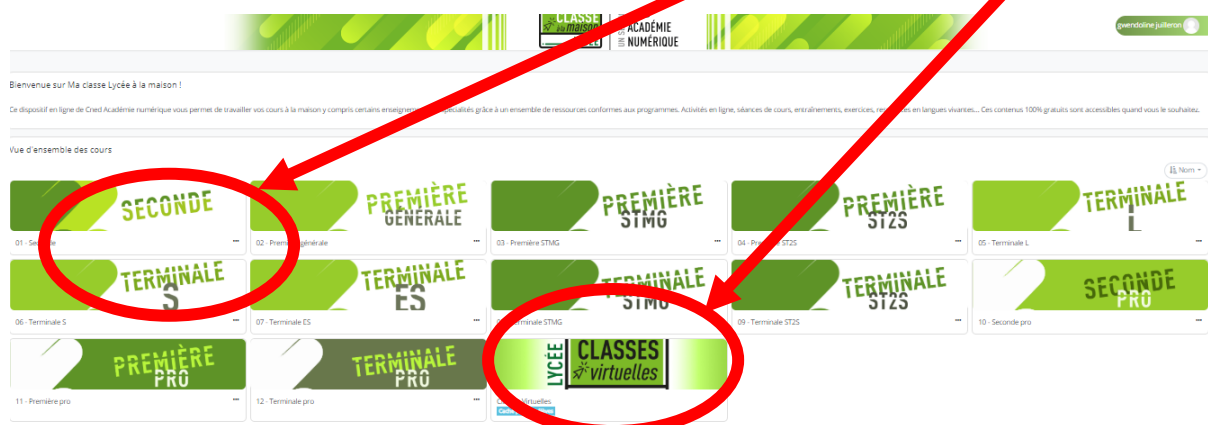 CLASSE
à la maison
LYCÉE
ACADÉMIE
NUMÉRIQUE
gwendoline juilleron
Bienvenue sur Ma classe Lycée à la maison !
Ce dispositif en ligne de Cned Académie numérique vous permet de travailler vos cours à la maison y compris certains enseignements de spécialités grâce à un ensemble de ressources conformes aux programmes. Activités en ligne, séances de cours, entraînements, exercices, ressources en langues vivantes... Ces contenus 100% gratuits sont accessibles quand vous le souhaitez.
Vue d'ensemble des cours
Nom
SECONDE
PREMIÈRE
GÉNÉRALE
PREMIÈRE
STMG
PREMIÈRE
ST2S
TERMINALE
L
01 - Seconde
02 - Première générale
03 - Première STMG
04 - Première ST2S
05 - Terminale L
TERMINALE
S
TERMINALE
ES
TERMINALE
STMG
TERMINALE
ST2S
SECONDE
PRO
06 - Terminale S
07 - Terminale ES
08 - Terminale STMG
09 - Terminale ST2S
10 - Seconde pro
PREMIÈRE
PRO
TERMINALE
PRO
LYCÉE
CLASSES
virtuelles
11 - Première pro
12 - Terminale pro
Classes Virtuelles